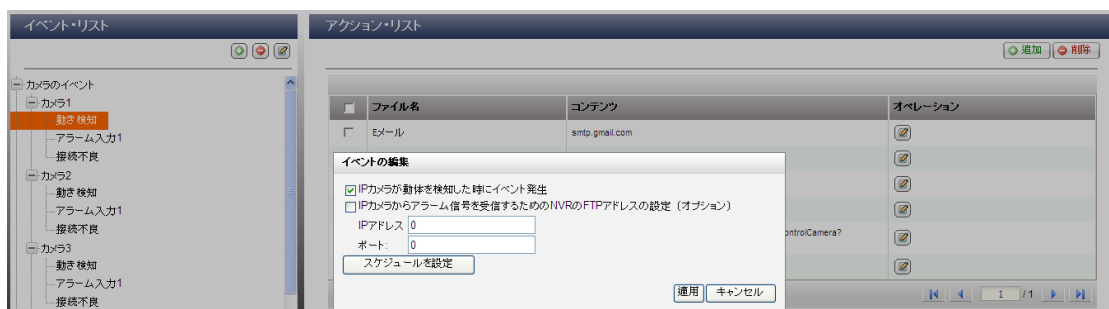 イベント・リスト
カメラのイベント
カメラ1
動き検知
アラーム入力1
接続不良
カメラ2
動き検知
アラーム入力1
接続不良
カメラ3
動き検知
アラーム入力1
接続不良
アクション・リスト
追加 削除
ファイル名 コンテンツ オペレーション
Eメール smtp.gmail.com
ontrolCamera?
1 /1
イベントの編集
IPカメラが動体を検知した時にイベント発生
IPカメラからアラーム信号を受信するためのNVRのFTPアドレスの設定（オプション）
IPアドレス 0
ポート: 0
スケジュールを設定
適用 キャンセル